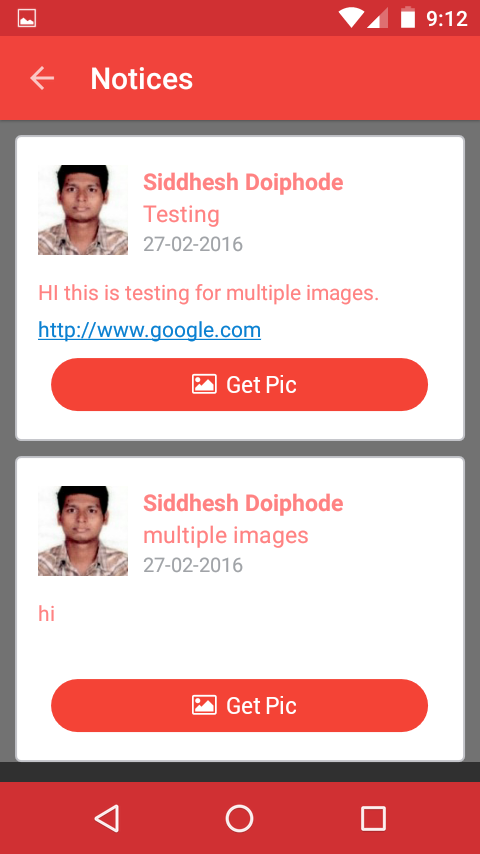 9:12
Notices
Siddhesh Doiphode
Testing
27-02-2016
HI this is testing for multiple images.
http://www.google.com
Get Pic
Siddhesh Doiphode
multiple images
27-02-2016
hi
Get Pic